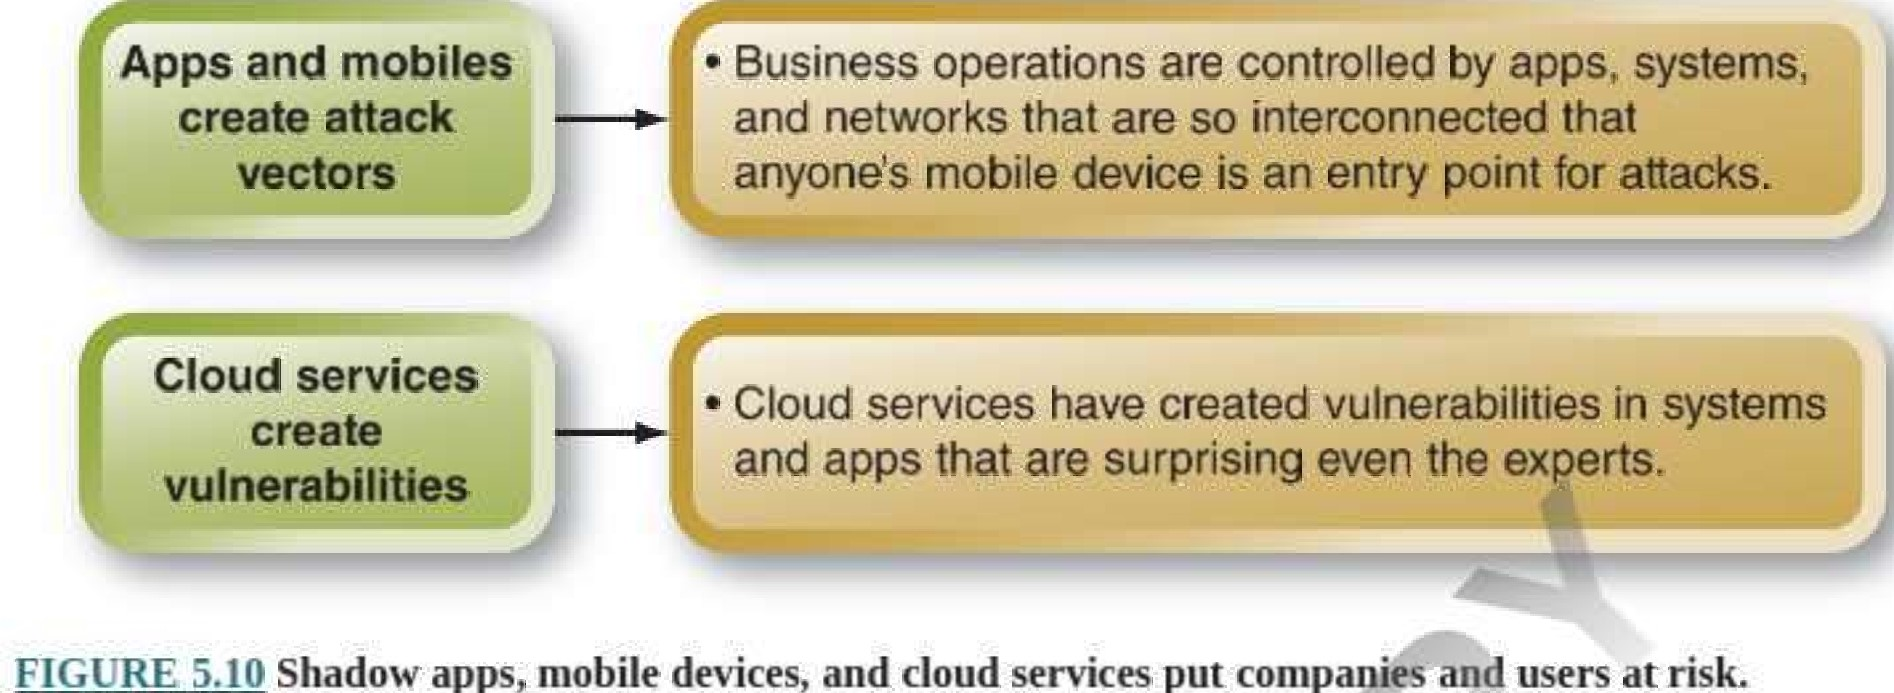 Apps and mobiles
create attack
vectors
• Business operations are controlled by apps, systems,
and networks that are so interconnected that
anyone's mobile device is an entry point for attacks.
Cloud services
create
vulnerabilities
• Cloud services have created vulnerabilities in systems
and apps that are surprising even the experts.
FIGURE 5.10 Shadow apps, mobile devices, and cloud services put companies and users at risk.